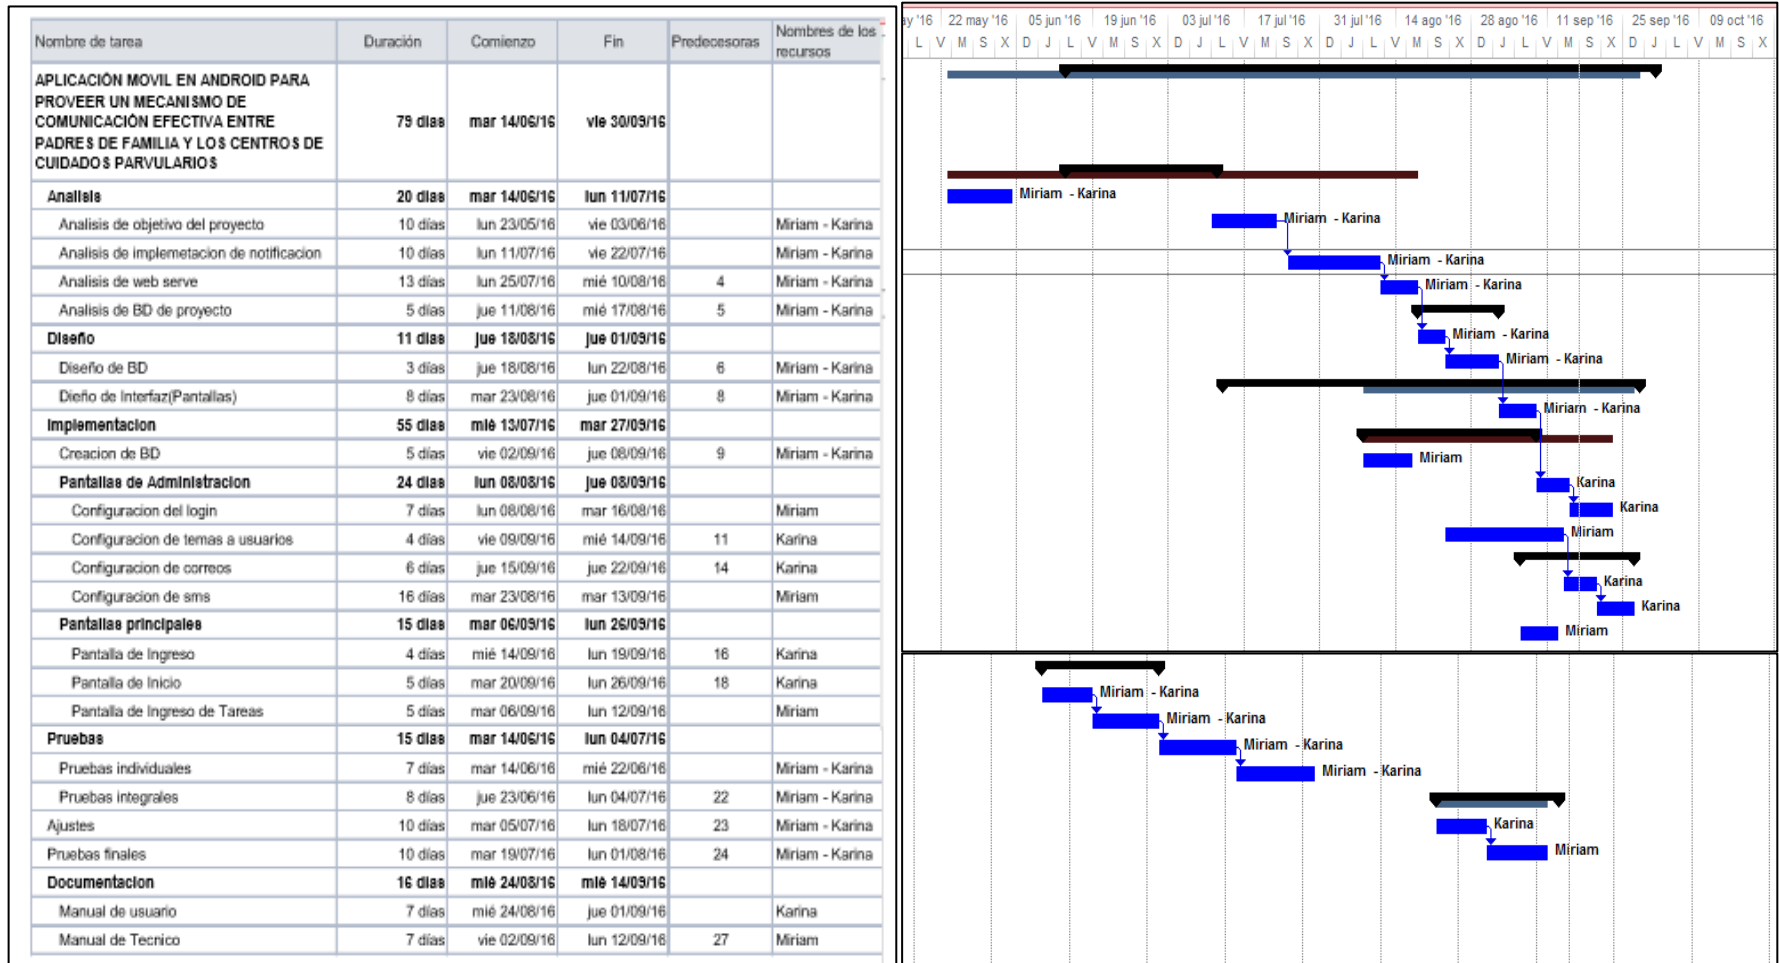 Nombre de tarea Duración Comienzo Fin Predecesoras Nombres de los
recursos
APLICACIÓN MOVIL EN ANDROID PARA
PROVEER UN MECANISMO DE
COMUNICACIÓN EFECTIVA ENTRE
PADRES DE FAMILIA Y LOS CENTROS DE
CUIDADOS PARVULARIOS
79 dias mar 14/06/16 vie 30/09/16
Analisis 20 dias mar 14/06/16 lun 11/07/16
Analisis de objetivo del proyecto 10 días lun 23/05/16 vie 03/06/16 Miriam - Karina
Analisis de implemetacion de notificacion 10 días lun 11/07/16 vie 22/07/16 Miriam - Karina
Analisis de web serve 13 días lun 25/07/16 mié 10/08/16 4 Miriam - Karina
Analisis de BD de proyecto 5 días jue 11/08/16 mié 17/08/16 5 Miriam - Karina
Diseño 11 dias jue 18/08/16 jue 01/09/16
Diseño de BD 3 días jue 18/08/16 lun 22/08/16 6 Miriam - Karina
Dieño de Interfaz(Pantallas) 8 días mar 23/08/16 jue 01/09/16 8 Miriam - Karina
Implementacion 55 dias mié 13/07/16 mar 27/09/16
Creacion de BD 5 días vie 02/09/16 jue 08/09/16 9 Miriam - Karina
Pantallas de Administracion 24 dias lun 08/08/16 jue 08/09/16
Configuracion del login 7 días lun 08/08/16 mar 16/08/16 Miriam
Configuracion de temas a usuarios 4 días vie 09/09/16 mié 14/09/16 11 Karina
Configuracion de correos 6 días jue 15/09/16 jue 22/09/16 14 Karina
Configuracion de sms 16 días mar 23/08/16 mar 13/09/16 Miriam
Pantallas principales 15 dias mar 06/09/16 lun 26/09/16
Pantalla de Ingreso 4 días mié 14/09/16 lun 19/09/16 16 Karina
Pantalla de Inicio 5 días mar 20/09/16 lun 26/09/16 18 Karina
Pantalla de Ingreso de Tareas 5 días mar 06/09/16 lun 12/09/16 Miriam
Pruebas 15 dias mar 14/06/16 lun 04/07/16
Pruebas individuales 7 días mar 14/06/16 mié 22/06/16 Miriam - Karina
Pruebas integrales 8 días jue 23/06/16 lun 04/07/16 22 Miriam - Karina
Ajustes 10 días mar 05/07/16 lun 18/07/16 23 Miriam - Karina
Pruebas finales 10 días mar 19/07/16 lun 01/08/16 24 Miriam - Karina
Documentacion 16 dias mié 24/08/16 mié 14/09/16
Manual de usuario 7 días mié 24/08/16 jue 01/09/16 Karina
Manual de Tecnico 7 días vie 02/09/16 lun 12/09/16 27 Miriam
ay '16 22 may '16 05 jun '16 19 jun '16 03 jul '16 17 jul '16 31 jul '16 14 ago '16 28 ago '16 11 sep '16 25 sep '16 09 oct '16
L V M S X D J L V M S X D J L V M S X D J L V M S X D J L V M S X D J L V M S X
Miriam - Karina
Miriam - Karina
Miriam - Karina
Miriam - Karina
Miriam - Karina
Miriam - Karina
Miriam - Karina
Miriam
Karina
Karina
Miriam
Karina
Karina
Miriam
Miriam - Karina
Miriam - Karina
Miriam - Karina
Miriam - Karina
Karina
Miriam